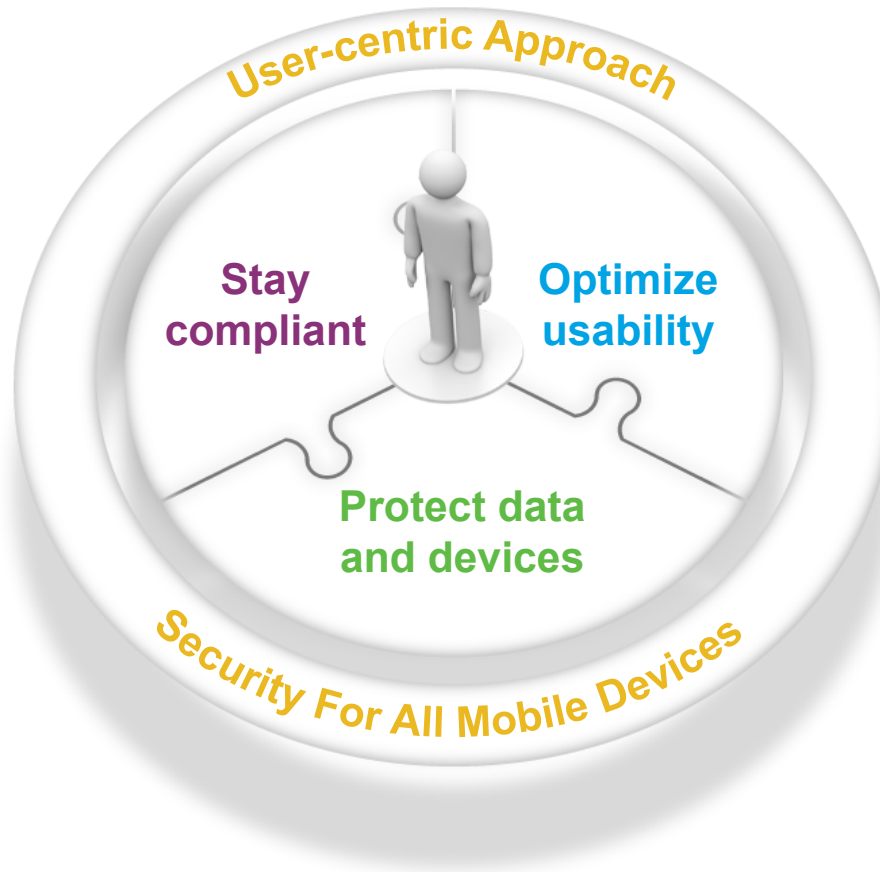 User-centric Approach
Stay
compliant
Optimize
usability
Protect data
and devices
Security For All Mobile Devices